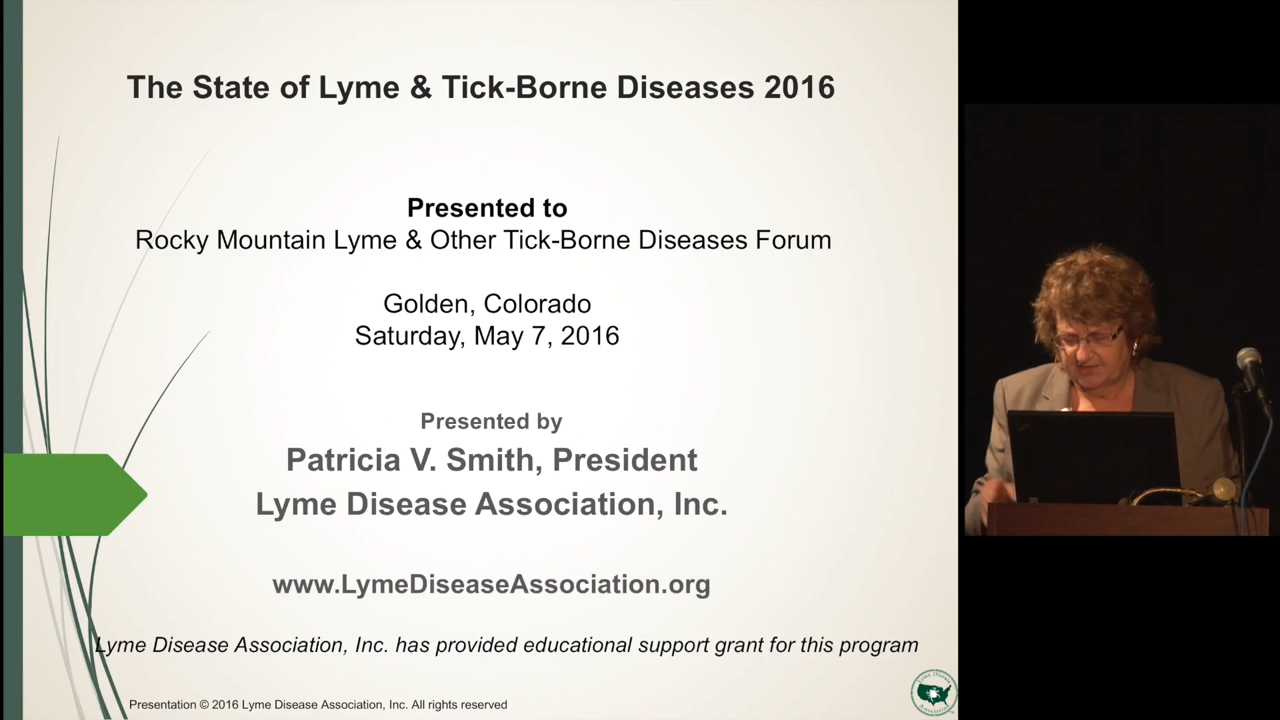 The State of Lyme & Tick-Borne Diseases 2016
Presented to
Rocky Mountain Lyme & Other Tick-Borne Diseases Forum
Golden, Colorado
Saturday, May 7, 2016
Presented by
Patricia V. Smith, President
Lyme Disease Association, Inc.
www.LymeDiseaseAssociation.org
Lyme Disease Association, Inc. has provided educational support grant for this program
Presentation © 2016 Lyme Disease Association, Inc. All rights reserved
Lyme Disease
Association